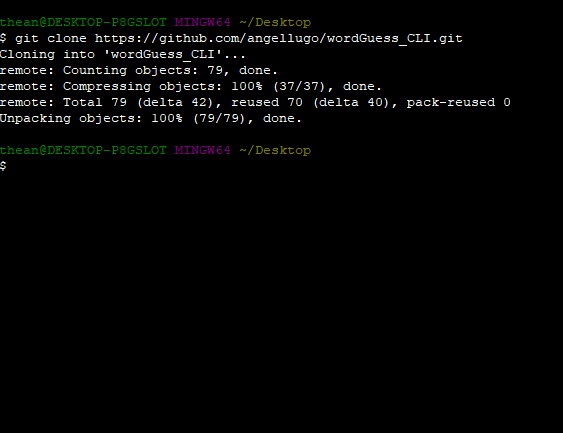 thean@DESKTOP-P8GSLOT MINGW64 ~/Desktop
$ git clone https://github.com/angellugo/wordGuess_CLI.git
Cloning into 'wordGuess_CLI'...
remote: Counting objects: 79, done.
remote: Compressing objects: 100% (37/37), done.
remote: Total 79 (delta 42), reused 70 (delta 40), pack-reused 0
Unpacking objects: 100% (79/79), done.
thean@DESKTOP-P8GSLOT MINGW64 ~/Desktop
$